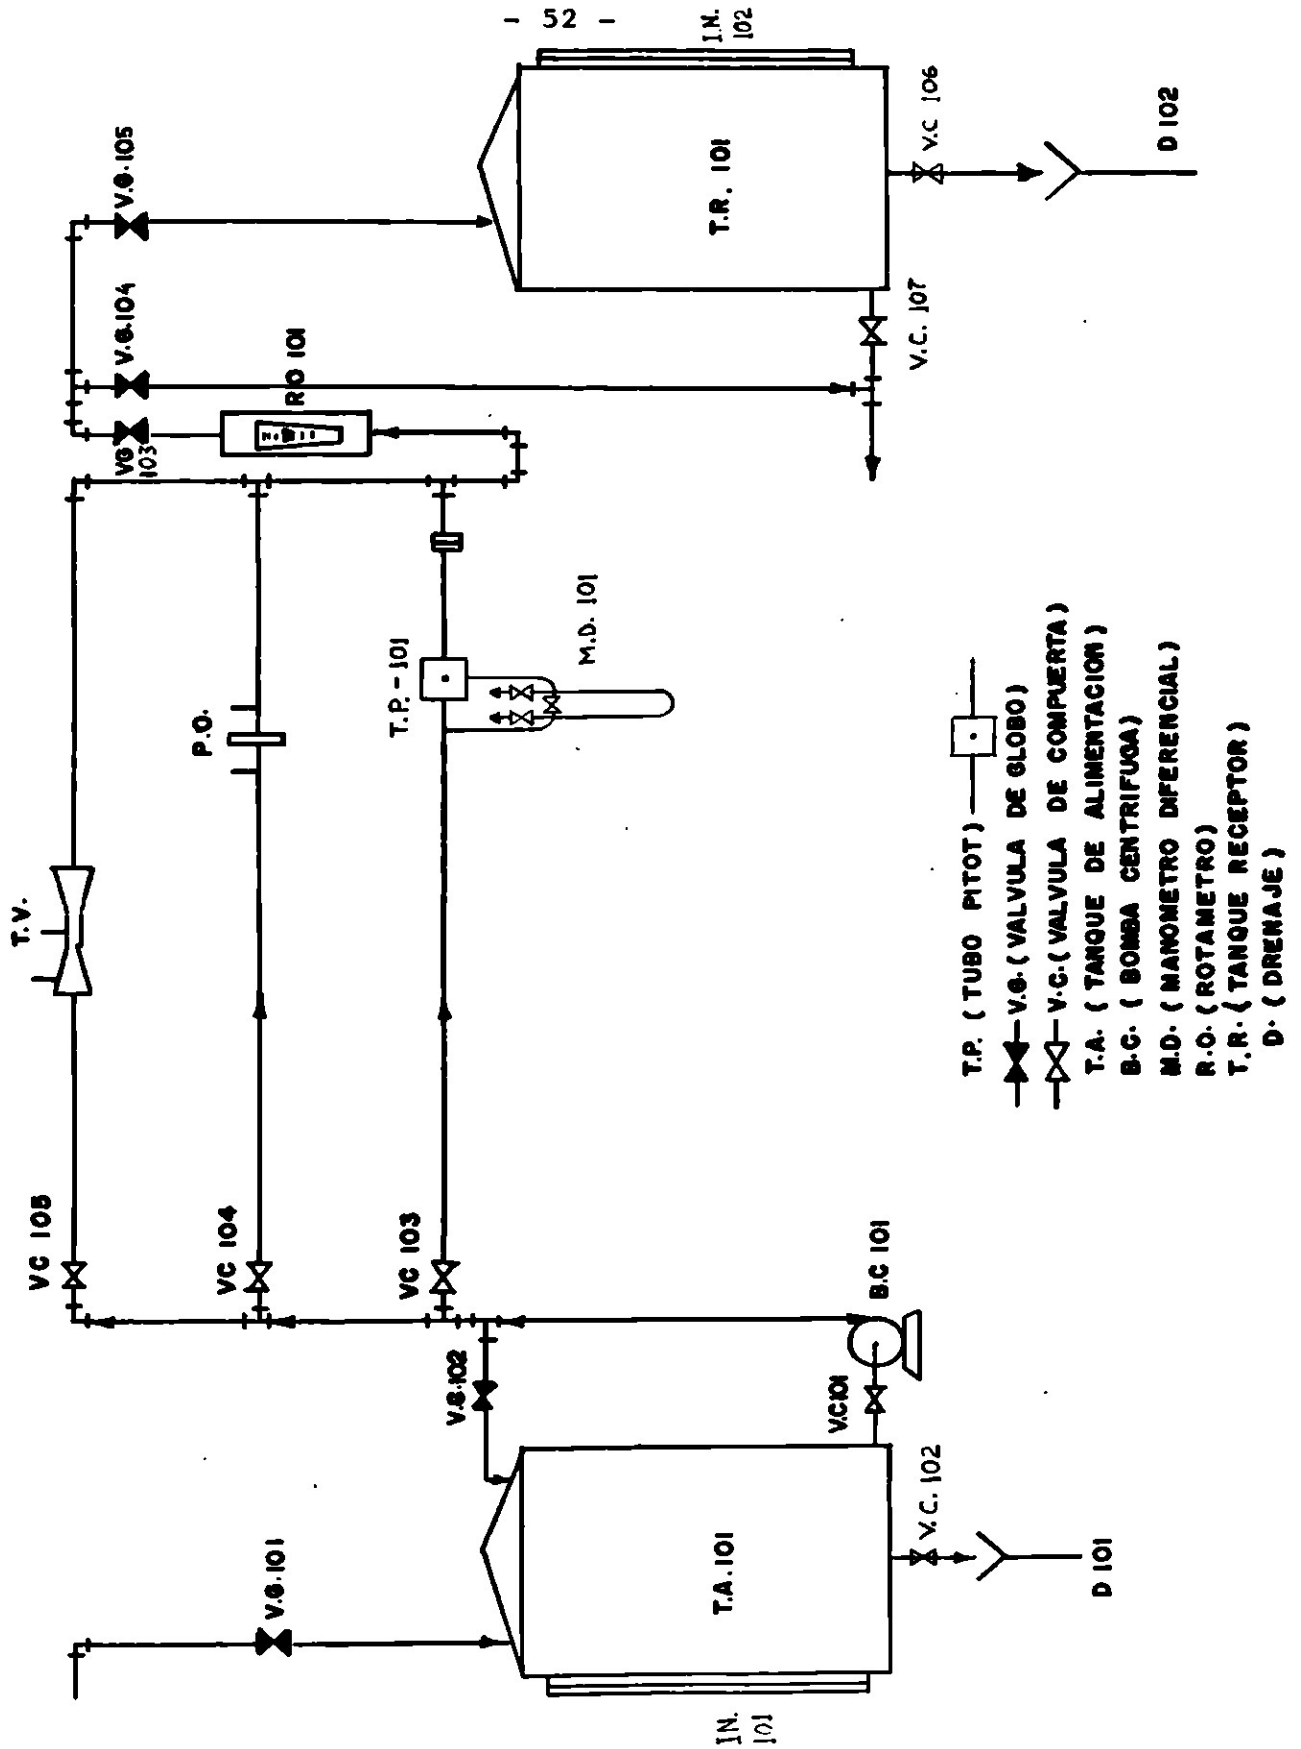 - 52 -
I.N.
102
V.G.105
V.G.104
RO 101
VG
103
T.R. 101
V.C 106
D 102
V.C. 107
T.V.
P.O.
T.P.-101
M.D. 101
VC 105
VC 104
VC 103
V.G.102
B.C 101
V.C101
V.G.101
T.A.101
V.C. 102
D 101
IN.
101
T.P. (TUBO PITOT)
V.G. (VALVULA DE GLOBO)
V.C. (VALVULA DE COMPUERTA)
T.A. (TANQUE DE ALIMENTACION)
B.C. (BOMBA CENTRIFUGA)
M.D. (MANOMETRO DIFERENCIAL)
R.O. (ROTAMETRO)
T.R. (TANQUE RECEPTOR)
D. (DRENAJE)